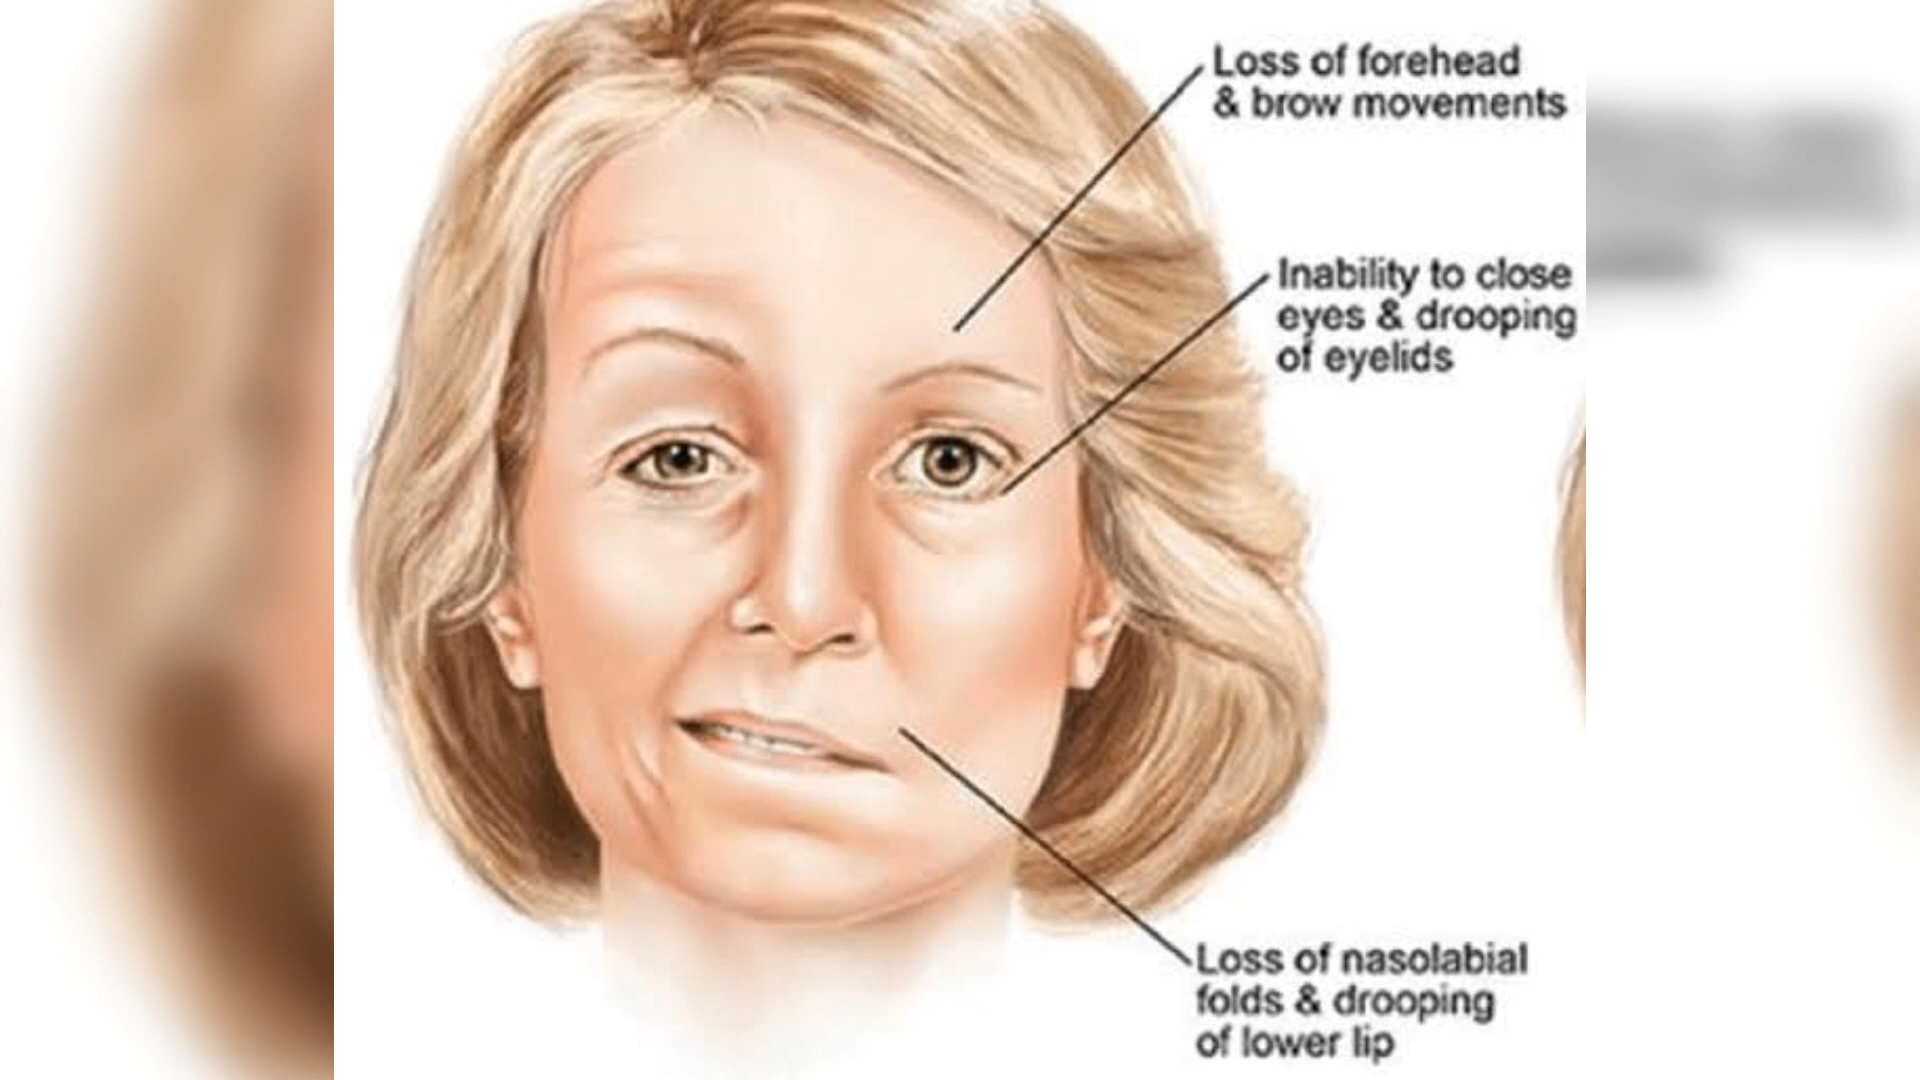 Loss of forehead
& brow movements
Inability to close
eyes & drooping
of eyelids
Loss of nasolabial
folds & drooping
of lower lip